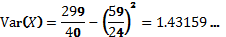 Var(X) = 299/40 − (59/24)² = 1.43159 ...